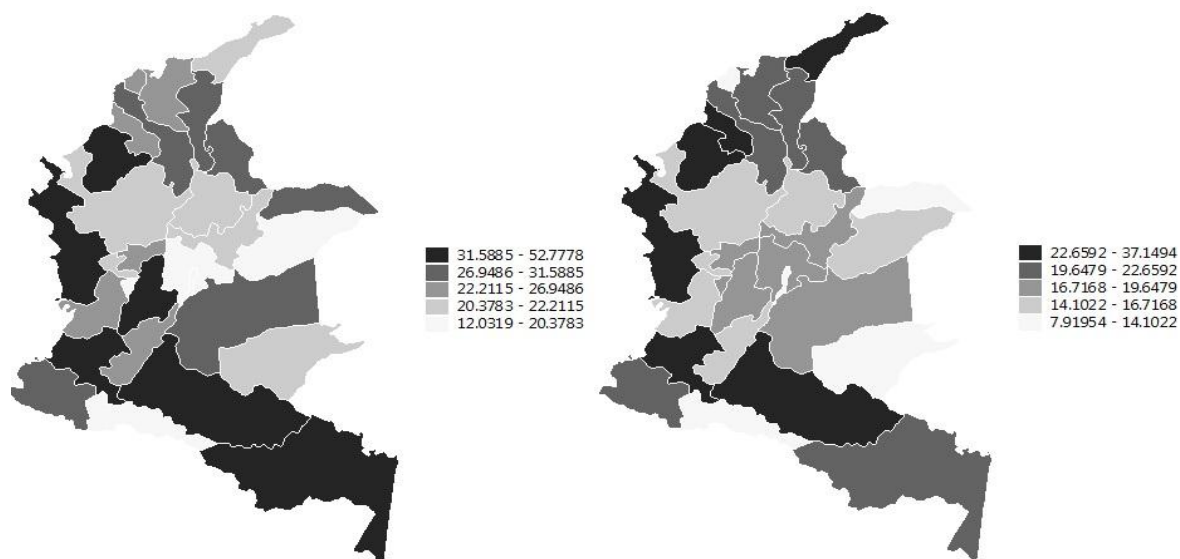 31.5885 - 52.7778
26.9486 - 31.5885
22.2115 - 26.9486
20.3783 - 22.2115
12.0319 - 20.3783
22.6592 - 37.1494
19.6479 - 22.6592
16.7168 - 19.6479
14.1022 - 16.7168
7.91954 - 14.1022